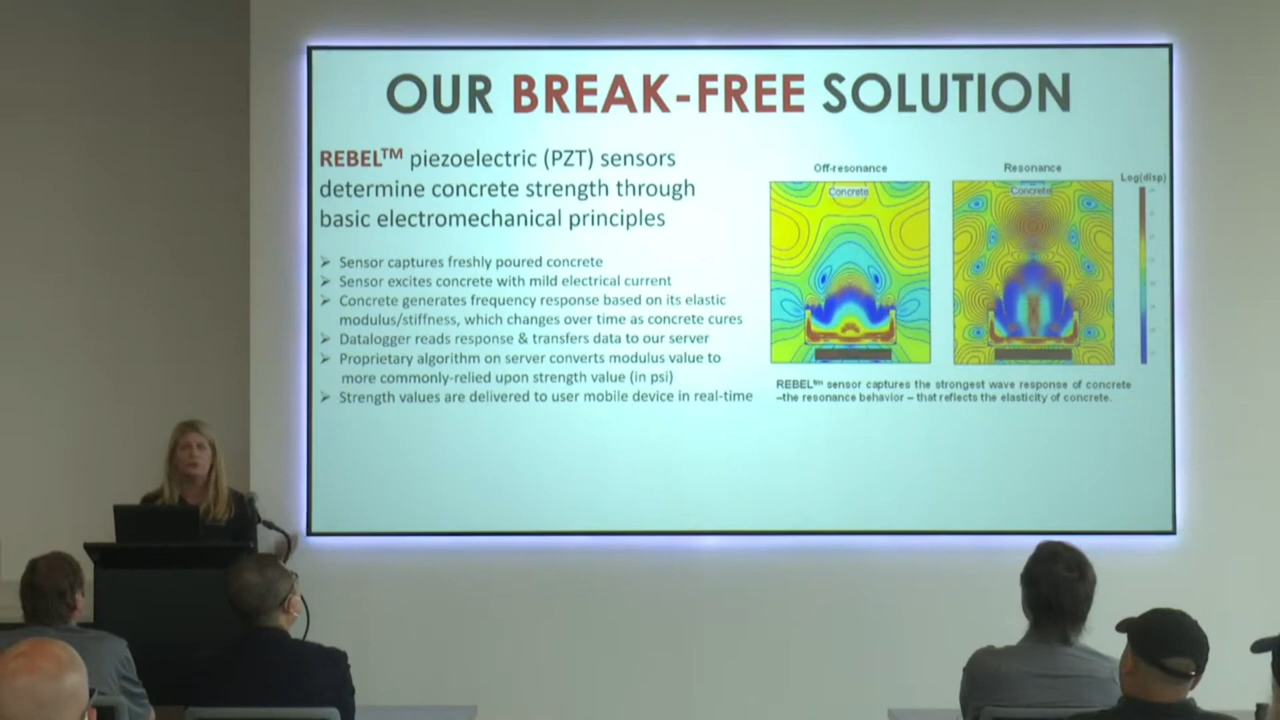 OUR BREAK-FREE SOLUTION
REBEL™ piezoelectric (PZT) sensors
determine concrete strength through
basic electromechanical principles
➢ Sensor captures freshly poured concrete
➢ Sensor excites concrete with mild electrical current
➢ Concrete generates frequency response based on its elastic
modulus/stiffness, which changes over time as concrete cures
➢ Datalogger reads response & transfers data to our server
➢ Proprietary algorithm on server converts modulus value to
more commonly-relied upon strength value (in psi)
➢ Strength values are delivered to user mobile device in real-time
Off-resonance
Resonance
Log(disp)
Concrete
Concrete
REBEL™ sensor captures the strongest wave response of concrete
–the resonance behavior – that reflects the elasticity of concrete.